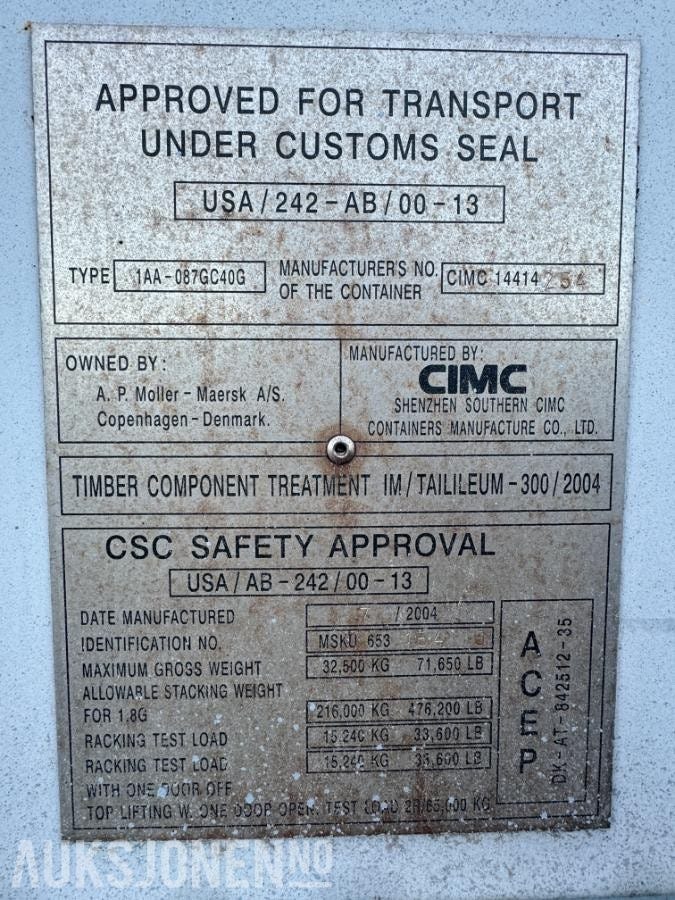 APPROVED FOR TRANSPORT
UNDER CUSTOMS SEAL
USA/242-AB/00-13
TYPE 1AA-087GC40G MANUFACTURER'S NO. OF THE CONTAINER CIMC 14414254
OWNED BY:
A. P. Moller - Maersk A/S.
Copenhagen - Denmark.
MANUFACTURED BY:
CIMC
SHENZHEN SOUTHERN CIMC
CONTAINERS MANUFACTURE CO., LTD.
TIMBER COMPONENT TREATMENT IM/TAILILEUM-300/2004
CSC SAFETY APPROVAL
USA/AB-242/00-13
DATE MANUFACTURED 7 / 2004
IDENTIFICATION NO. MSKU 653
MAXIMUM GROSS WEIGHT 32,500 KG 71,650 LB
ALLOWABLE STACKING WEIGHT
FOR 1.8G 216,000 KG 476,200 LB
RACKING TEST LOAD 15,240 KG 33,600 LB
RACKING TEST LOAD 15,240 KG 33,600 LB
WITH ONE DOOR OFF
TOP LIFTING W. ONE DOOR OPEN. TEST LOAD 2R/65,000 KG
ACEP
DK-AT-842512-35
AUKSJONEN.NO